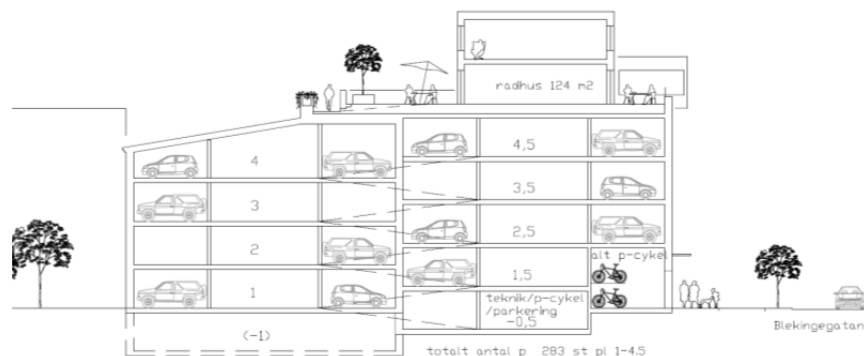 radhus 124 m2
4
4,5
3
3,5
2
2,5
alt p-cykel
1
1,5
teknik/p-cykel
/parkering
-0,5
(-1)
totalt antal p 283 st pl 1-4.5
Blekingegatan